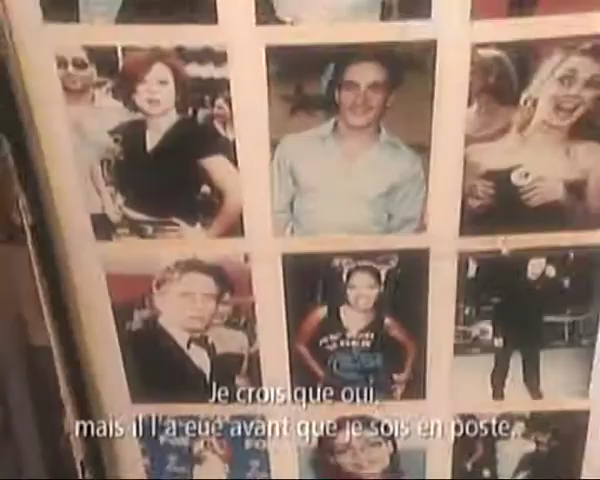 Je crois que oui,
mais il l'a eue avant que je sois en poste.